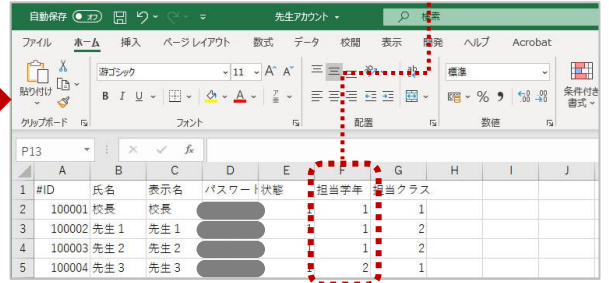 自動保存 オフ 先生アカウント 検索
ファイル ホーム 挿入 ページ レイアウト 数式 データ 校閲 表示 開発 ヘルプ Acrobat
游ゴシック 11 A A 標準
貼り付け B I U A % 条件付き
書式
クリップボード フォント 配置 数値
P13 fx
A B C D E F G H I J
1 #ID 氏名 表示名 パスワード 状態 担当学年 担当クラス
2 100001 校長 校長 1 1 1
3 100002 先生1 先生1 1 1 2
4 100003 先生2 先生2 1 1 2
5 100004 先生3 先生3 1 2 1